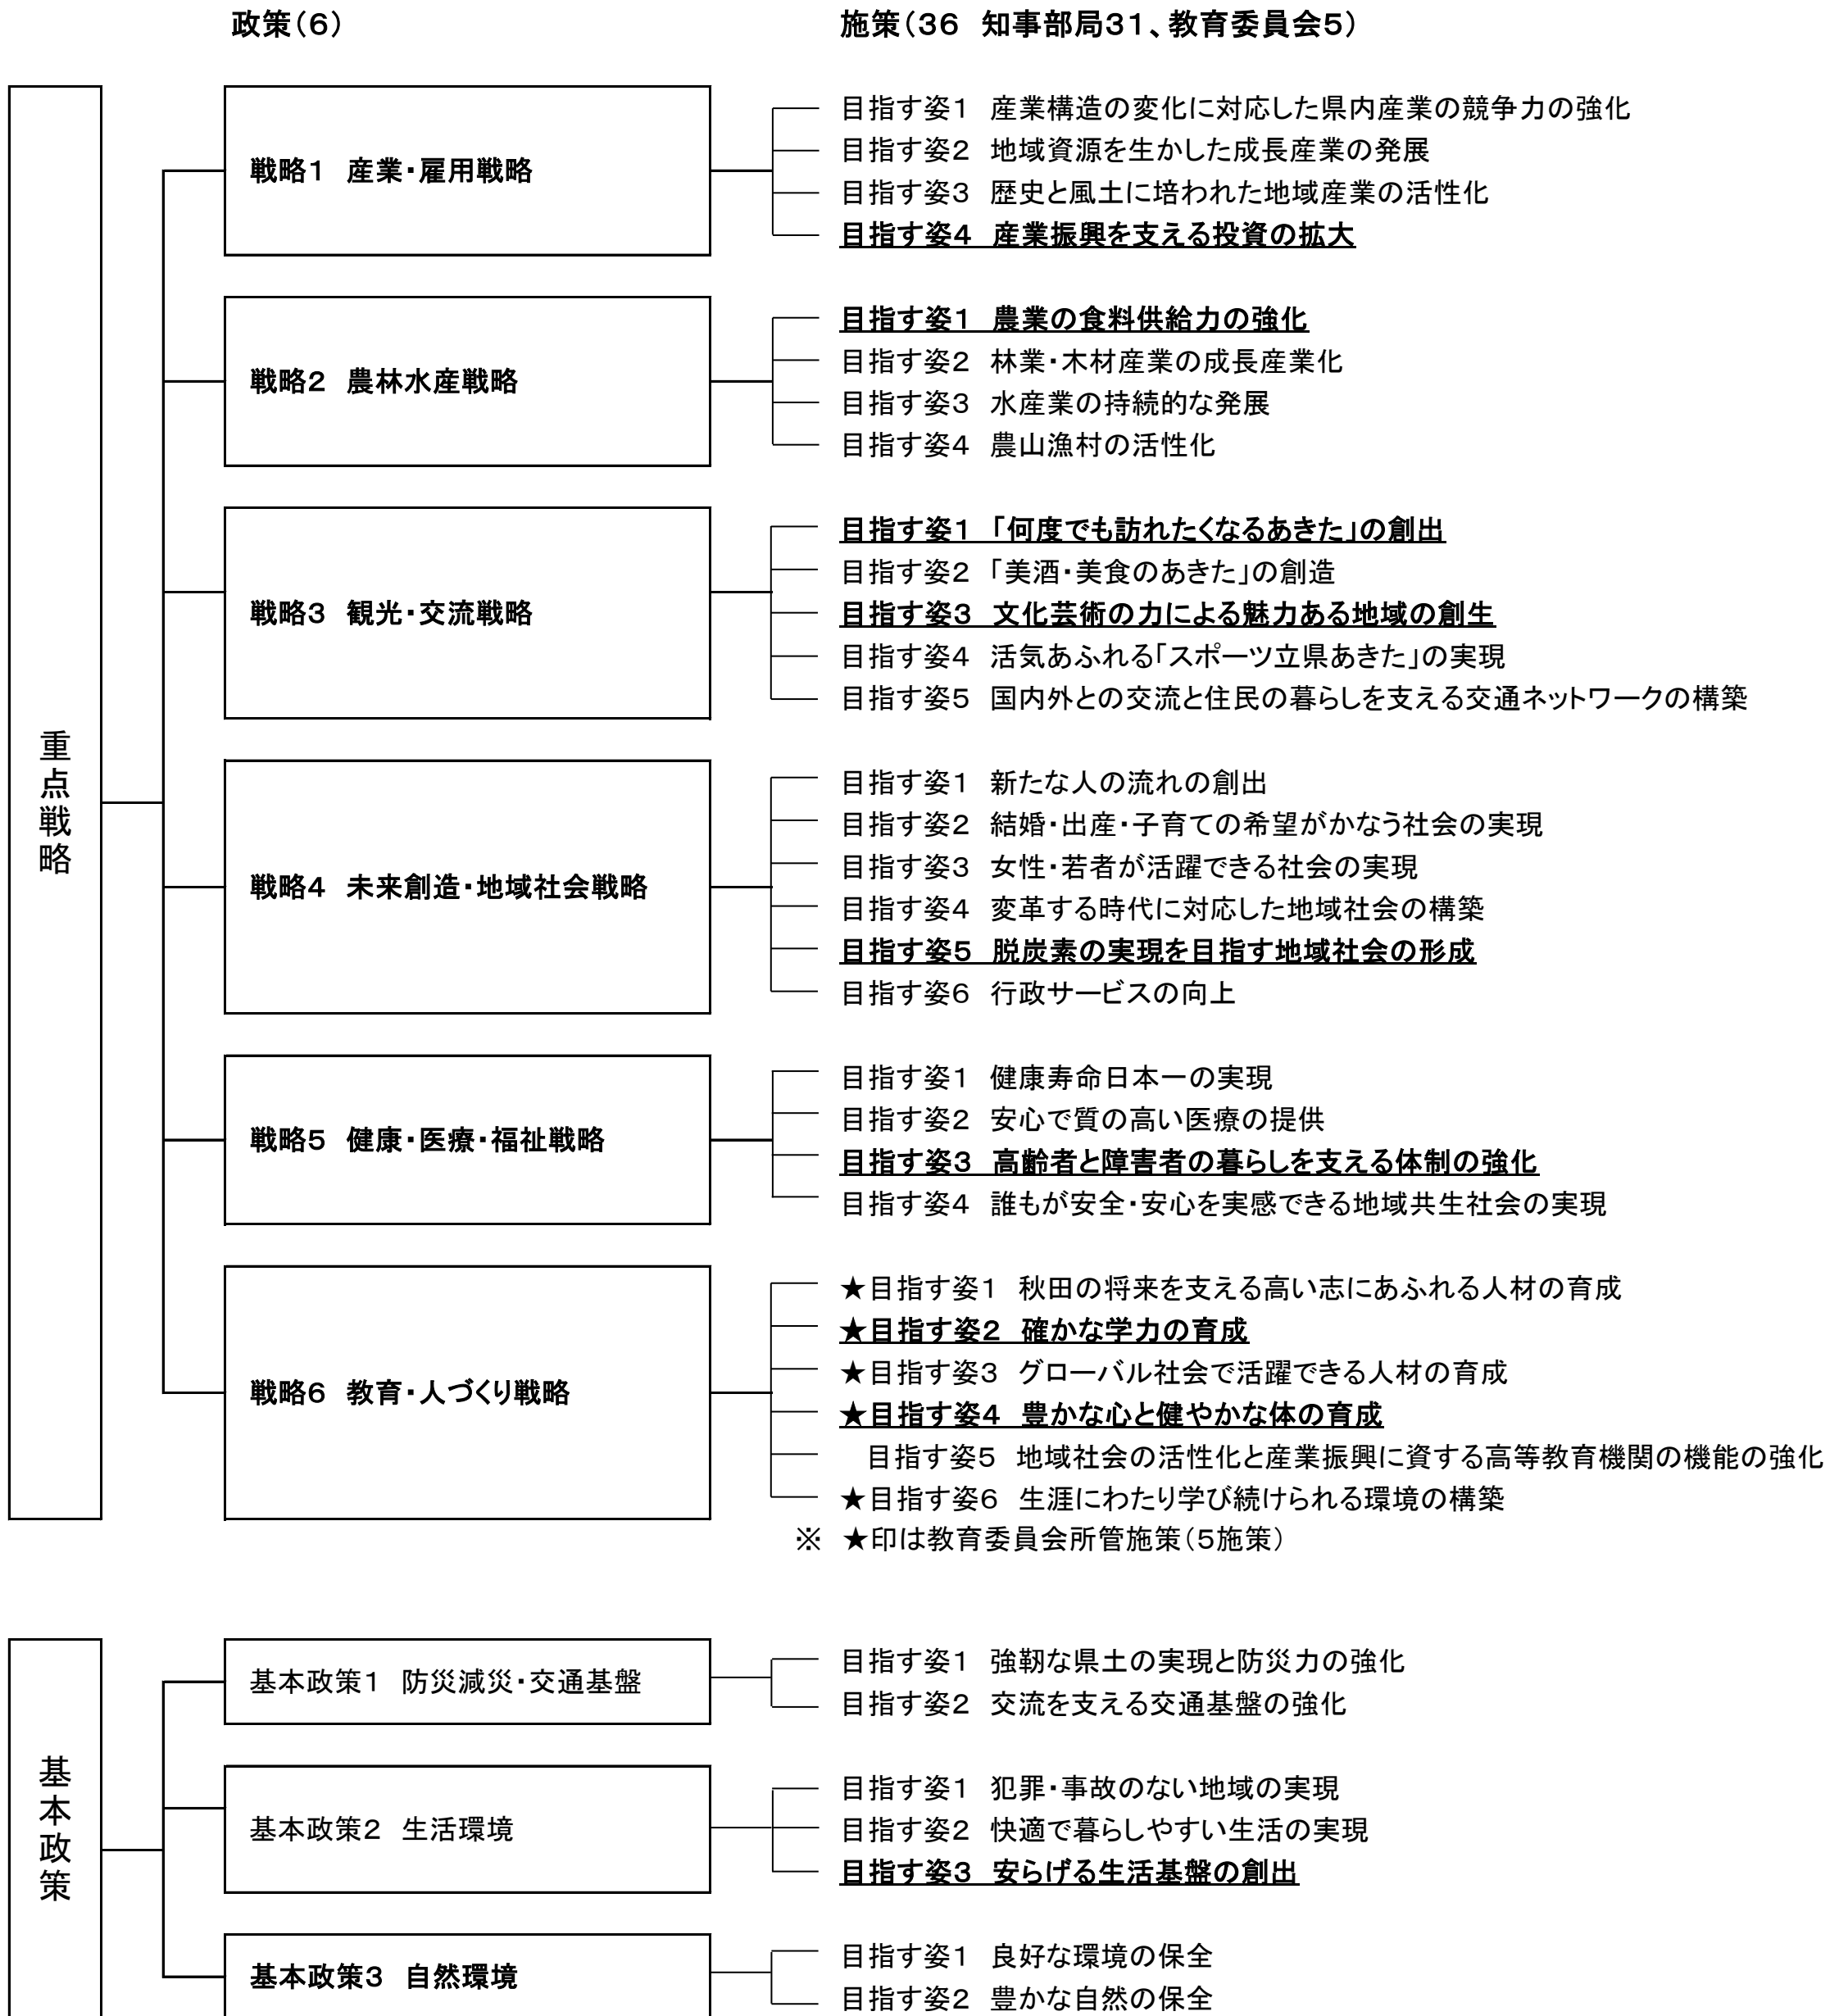 政策（6）
施策（36　知事部局31、教育委員会5）
重点戦略
戦略1　産業・雇用戦略
目指す姿1　産業構造の変化に対応した県内産業の競争力の強化
目指す姿2　地域資源を生かした成長産業の発展
目指す姿3　歴史と風土に培われた地域産業の活性化
目指す姿4　産業振興を支える投資の拡大
戦略2　農林水産戦略
目指す姿1　農業の食料供給力の強化
目指す姿2　林業・木材産業の成長産業化
目指す姿3　水産業の持続的な発展
目指す姿4　農山漁村の活性化
戦略3　観光・交流戦略
目指す姿1　「何度でも訪れたくなるあきた」の創出
目指す姿2　「美酒・美食のあきた」の創造
目指す姿3　文化芸術の力による魅力ある地域の創生
目指す姿4　活気あふれる「スポーツ立県あきた」の実現
目指す姿5　国内外との交流と住民の暮らしを支える交通ネットワークの構築
戦略4　未来創造・地域社会戦略
目指す姿1　新たな人の流れの創出
目指す姿2　結婚・出産・子育ての希望がかなう社会の実現
目指す姿3　女性・若者が活躍できる社会の実現
目指す姿4　変革する時代に対応した地域社会の構築
目指す姿5　脱炭素の実現を目指す地域社会の形成
目指す姿6　行政サービスの向上
戦略5　健康・医療・福祉戦略
目指す姿1　健康寿命日本一の実現
目指す姿2　安心で質の高い医療の提供
目指す姿3　高齢者と障害者の暮らしを支える体制の強化
目指す姿4　誰もが安全・安心を実感できる地域共生社会の実現
戦略6　教育・人づくり戦略
★目指す姿1　秋田の将来を支える高い志にあふれる人材の育成
★目指す姿2　確かな学力の育成
★目指す姿3　グローバル社会で活躍できる人材の育成
★目指す姿4　豊かな心と健やかな体の育成
目指す姿5　地域社会の活性化と産業振興に資する高等教育機関の機能の強化
★目指す姿6　生涯にわたり学び続けられる環境の構築
※　★印は教育委員会所管施策（5施策）
基本政策
基本政策1　防災減災・交通基盤
目指す姿1　強靭な県土の実現と防災力の強化
目指す姿2　交流を支える交通基盤の強化
基本政策2　生活環境
目指す姿1　犯罪・事故のない地域の実現
目指す姿2　快適で暮らしやすい生活の実現
目指す姿3　安らげる生活基盤の創出
基本政策3　自然環境
目指す姿1　良好な環境の保全
目指す姿2　豊かな自然の保全